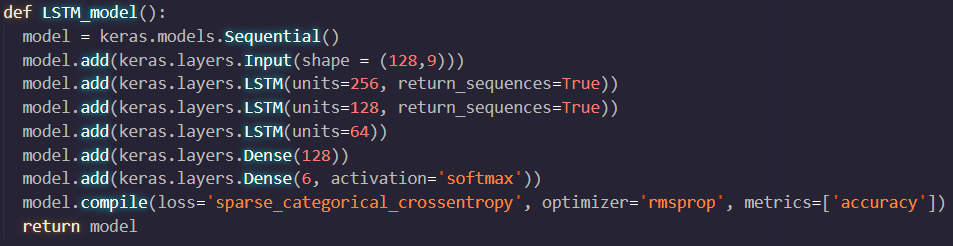 def LSTM_model():
  model = keras.models.Sequential()
  model.add(keras.layers.Input(shape = (128,9)))
  model.add(keras.layers.LSTM(units=256, return_sequences=True))
  model.add(keras.layers.LSTM(units=128, return_sequences=True))
  model.add(keras.layers.LSTM(units=64))
  model.add(keras.layers.Dense(128))
  model.add(keras.layers.Dense(6, activation='softmax'))
  model.compile(loss='sparse_categorical_crossentropy', optimizer='rmsprop', metrics=['accuracy'])
  return model